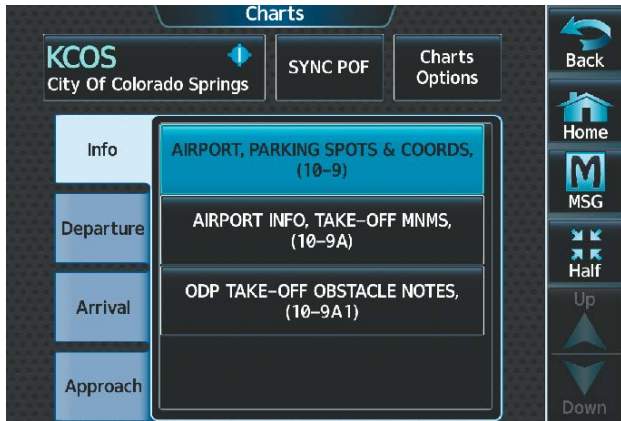 Charts
KCOS
City Of Colorado Springs
SYNC POF
Charts
Options
Back
Info
AIRPORT, PARKING SPOTS & COORDS,
(10-9)
Home
Departure
AIRPORT INFO, TAKE-OFF MNMS,
(10-9A)
MSG
Arrival
ODP TAKE-OFF OBSTACLE NOTES,
(10-9A1)
Half
Up
Approach
Down